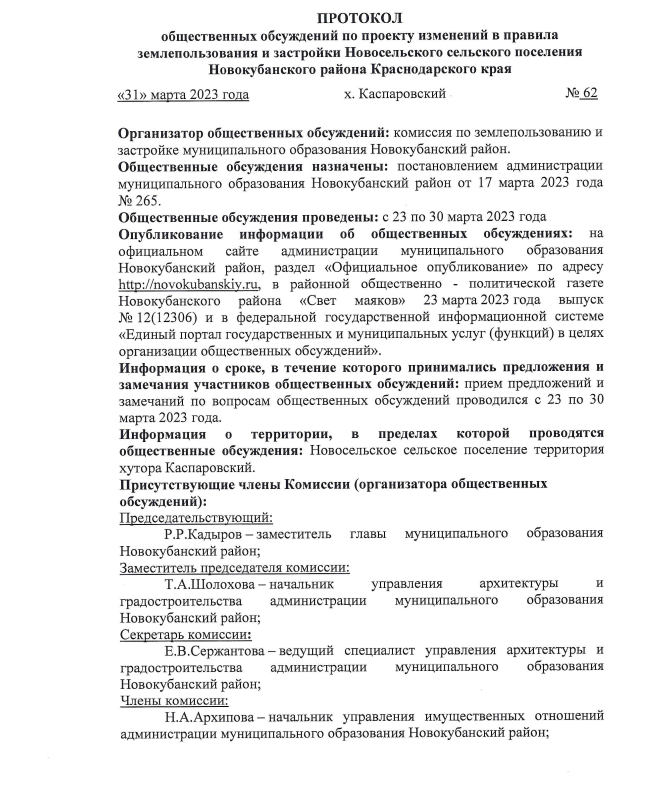 ПРОТОКОЛ
общественных обсуждений по проекту изменений в правила
землепользования и застройки Новосельского сельского поселения
Новокубанского района Краснодарского края
«31» марта 2023 года х. Каспаровский № 62
Организатор общественных обсуждений: комиссия по землепользованию и
застройке муниципального образования Новокубанский район.
Общественные обсуждения назначены: постановлением администрации
муниципального образования Новокубанский район от 17 марта 2023 года
№ 265.
Общественные обсуждения проведены: с 23 по 30 марта 2023 года
Опубликование информации об общественных обсуждениях: на
официальном сайте администрации муниципального образования
Новокубанский район, раздел «Официальное опубликование» по адресу
http://novokubanskiy.ru, в районной общественно - политической газете
Новокубанского района «Свет маяков» 23 марта 2023 года выпуск
№ 12(12306) и в федеральной государственной информационной системе
«Единый портал государственных и муниципальных услуг (функций) в целях
организации общественных обсуждений».
Информация о сроке, в течение которого принимались предложения и
замечания участников общественных обсуждений: прием предложений и
замечаний по вопросам общественных обсуждений проводился с 23 по 30
марта 2023 года.
Информация о территории, в пределах которой проводятся
общественные обсуждения: Новосельское сельское поселение территория
хутора Каспаровский.
Присутствующие члены Комиссии (организатора общественных
обсуждений):
Председательствующий:
Р.Р.Кадыров – заместитель главы муниципального образования
Новокубанский район;
Заместитель председателя комиссии:
Т.А.Шолохова – начальник управления архитектуры и
градостроительства администрации муниципального образования
Новокубанский район;
Секретарь комиссии:
Е.В.Сержантова – ведущий специалист управления архитектуры и
градостроительства администрации муниципального образования
Новокубанский район;
Члены комиссии:
Н.А.Архипова – начальник управления имущественных отношений
администрации муниципального образования Новокубанский район;